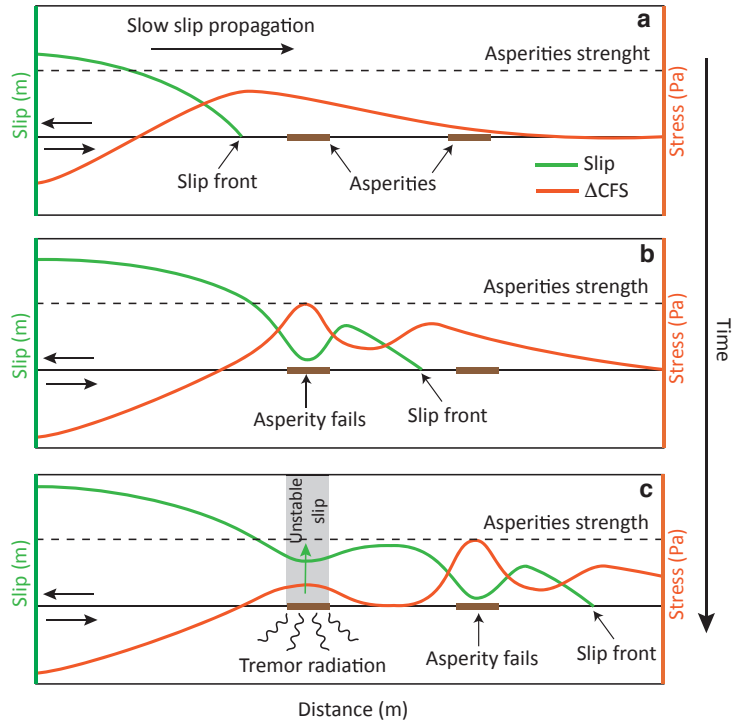 a
Slow slip propagation
Asperities strenght
Slip (m)
Stress (Pa)
Slip front
Asperities
Slip
ΔCFS
b
Asperities strength
Slip (m)
Stress (Pa)
Asperity fails
Slip front
Time
c
Unstable
slip
Asperities strength
Slip (m)
Stress (Pa)
Tremor radiation
Asperity fails
Slip front
Distance (m)